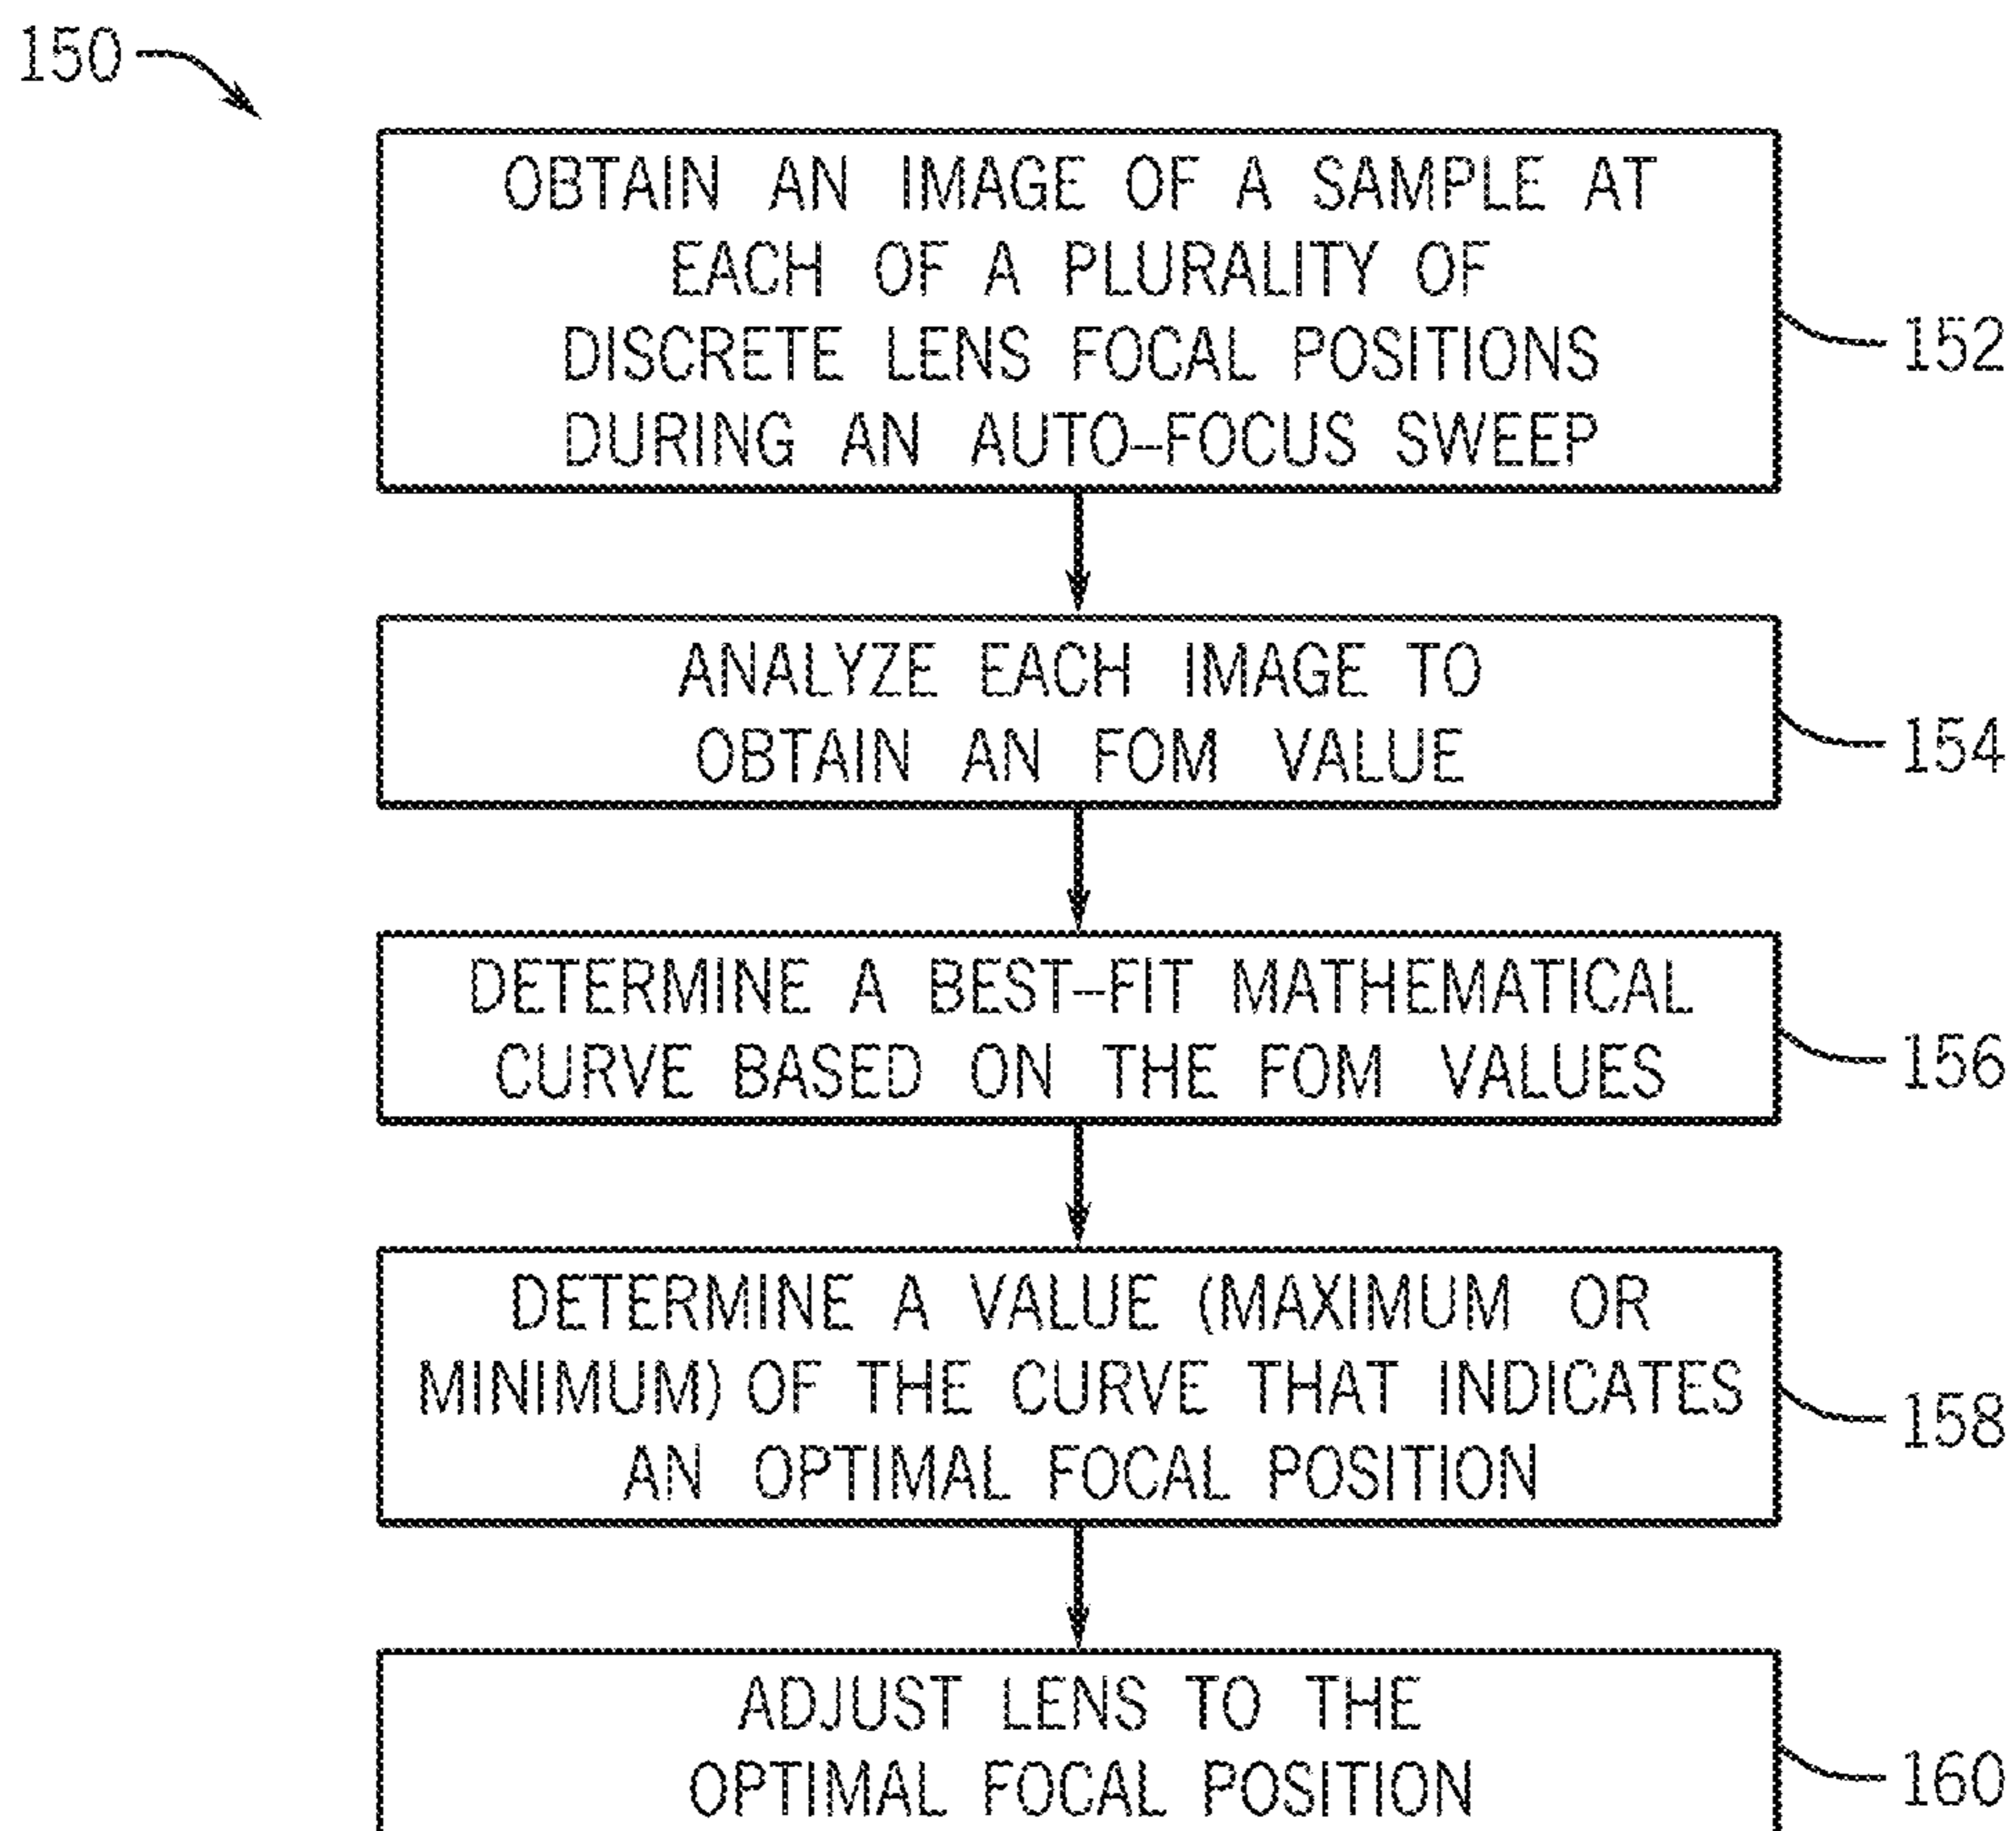 150
OBTAIN AN IMAGE OF A SAMPLE AT
EACH OF A PLURALITY OF
DISCRETE LENS FOCAL POSITIONS
DURING AN AUTO–FOCUS SWEEP
152
ANALYZE EACH IMAGE TO
OBTAIN AN FOM VALUE
154
DETERMINE A BEST–FIT MATHEMATICAL
CURVE BASED ON THE FOM VALUES
156
DETERMINE A VALUE (MAXIMUM OR
MINIMUM) OF THE CURVE THAT INDICATES
AN OPTIMAL FOCAL POSITION
158
ADJUST LENS TO THE
OPTIMAL FOCAL POSITION
160